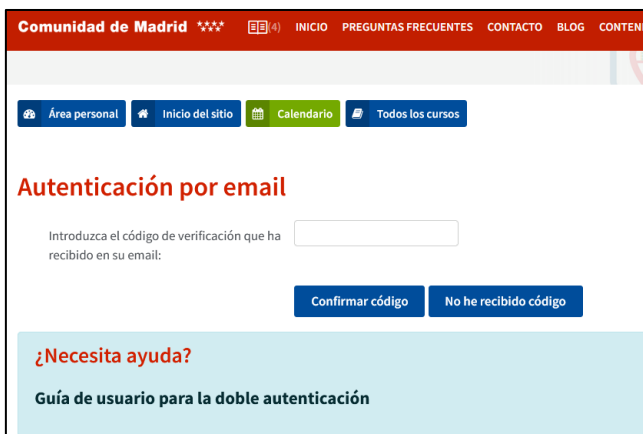 Comunidad de Madrid (4) INICIO PREGUNTAS FRECUENTES CONTACTO BLOG
Área personal Inicio del sitio Calendario Todos los cursos
Autenticación por email
Introduzca el código de verificación que ha
recibido en su email:
Confirmar código No he recibido código
¿Necesita ayuda?
Guía de usuario para la doble autenticación